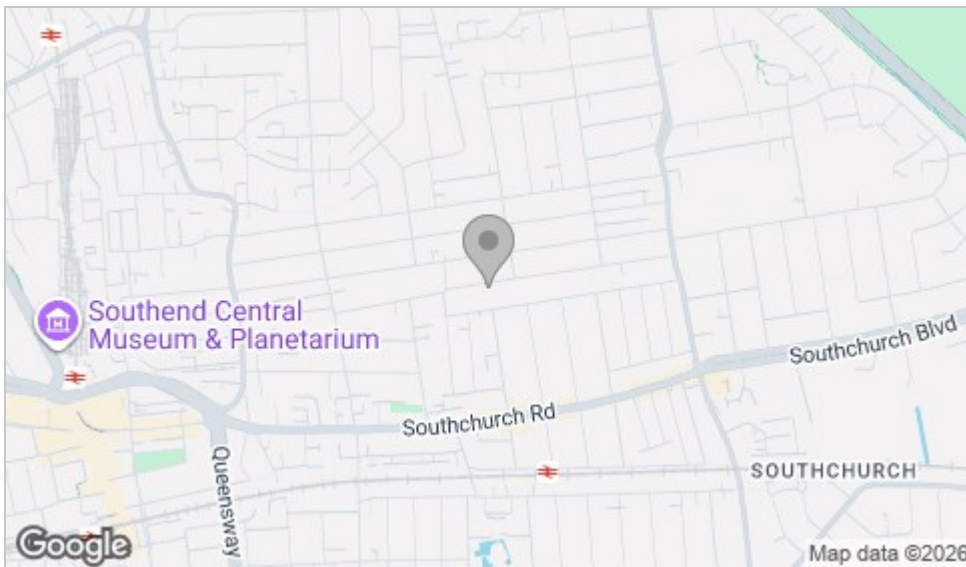 Southend Central
Museum & Planetarium
Southchurch Blvd
Southchurch Rd
Queensway
SOUTHCHURCH
Google
Map data ©2026